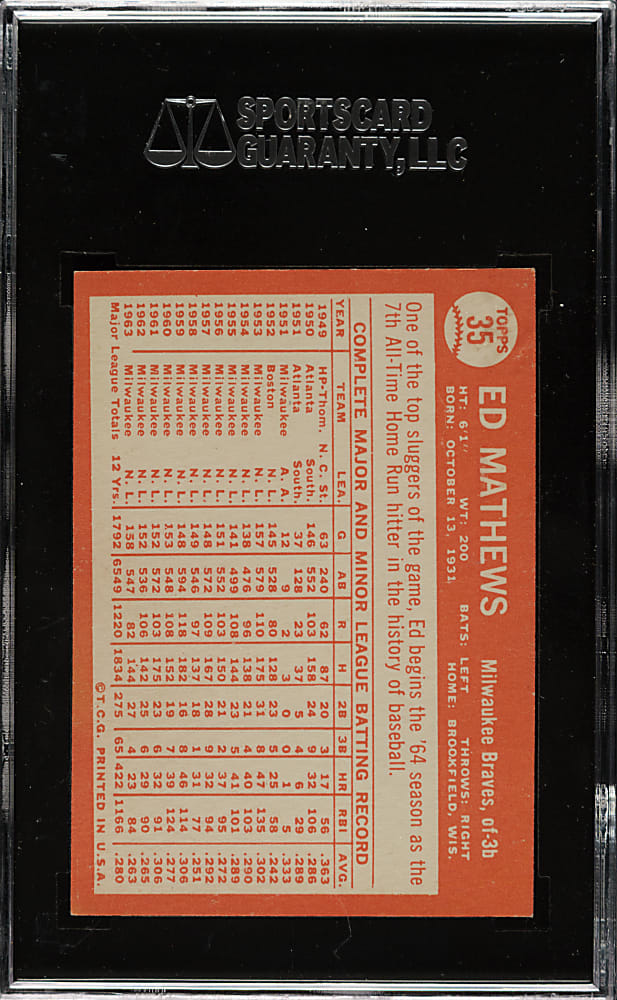 SPORTSCARD
GUARANTY, LLC
TOPPS
35
ED MATHEWS Milwaukee Braves, of-3b
HT: 6'1" WT: 200 BATS: LEFT THROWS: RIGHT
BORN: OCTOBER 13, 1931 HOME: BROOKFIELD, WIS.
One of the top sluggers of the game, Ed begins the '64 season as the
7th All-Time Home Run hitter in the history of baseball.
COMPLETE MAJOR AND MINOR LEAGUE BATTING RECORD
YEAR TEAM LEA. G AB R H 2B 3B HR RBI AVG.
1949 HP-Thom. N. C. St. 63 240 62 87 20 3 17 56 .363
1950 Atlanta South. 146 552 103 158 24 9 32 106 .286
1951 Atlanta South. 37 128 23 37 5 4 6 29 .289
1951 Milwaukee A. A. 12 9 2 3 0 0 1 5 .333
1952 Boston N. L. 145 528 80 128 23 5 25 58 .242
1953 Milwaukee N. L. 157 579 110 175 31 8 47 135 .302
1954 Milwaukee N. L. 138 476 96 138 21 4 40 103 .290
1955 Milwaukee N. L. 141 499 108 144 23 5 41 101 .289
1956 Milwaukee N. L. 151 552 103 150 21 2 37 95 .272
1957 Milwaukee N. L. 148 572 109 167 28 9 32 94 .292
1958 Milwaukee N. L. 149 546 97 137 18 1 31 77 .251
1959 Milwaukee N. L. 148 594 118 182 16 8 46 114 .306
1960 Milwaukee N. L. 153 548 108 152 19 7 39 124 .277
1961 Milwaukee N. L. 152 572 103 175 23 6 32 91 .306
1962 Milwaukee N. L. 152 536 106 142 25 6 29 90 .265
1963 Milwaukee N. L. 158 547 82 144 27 4 23 84 .263
Major League Totals 12 Yrs. 1792 6549 1220 1834 275 65 422 1166 .280
©T.C.G. PRINTED IN U.S.A.